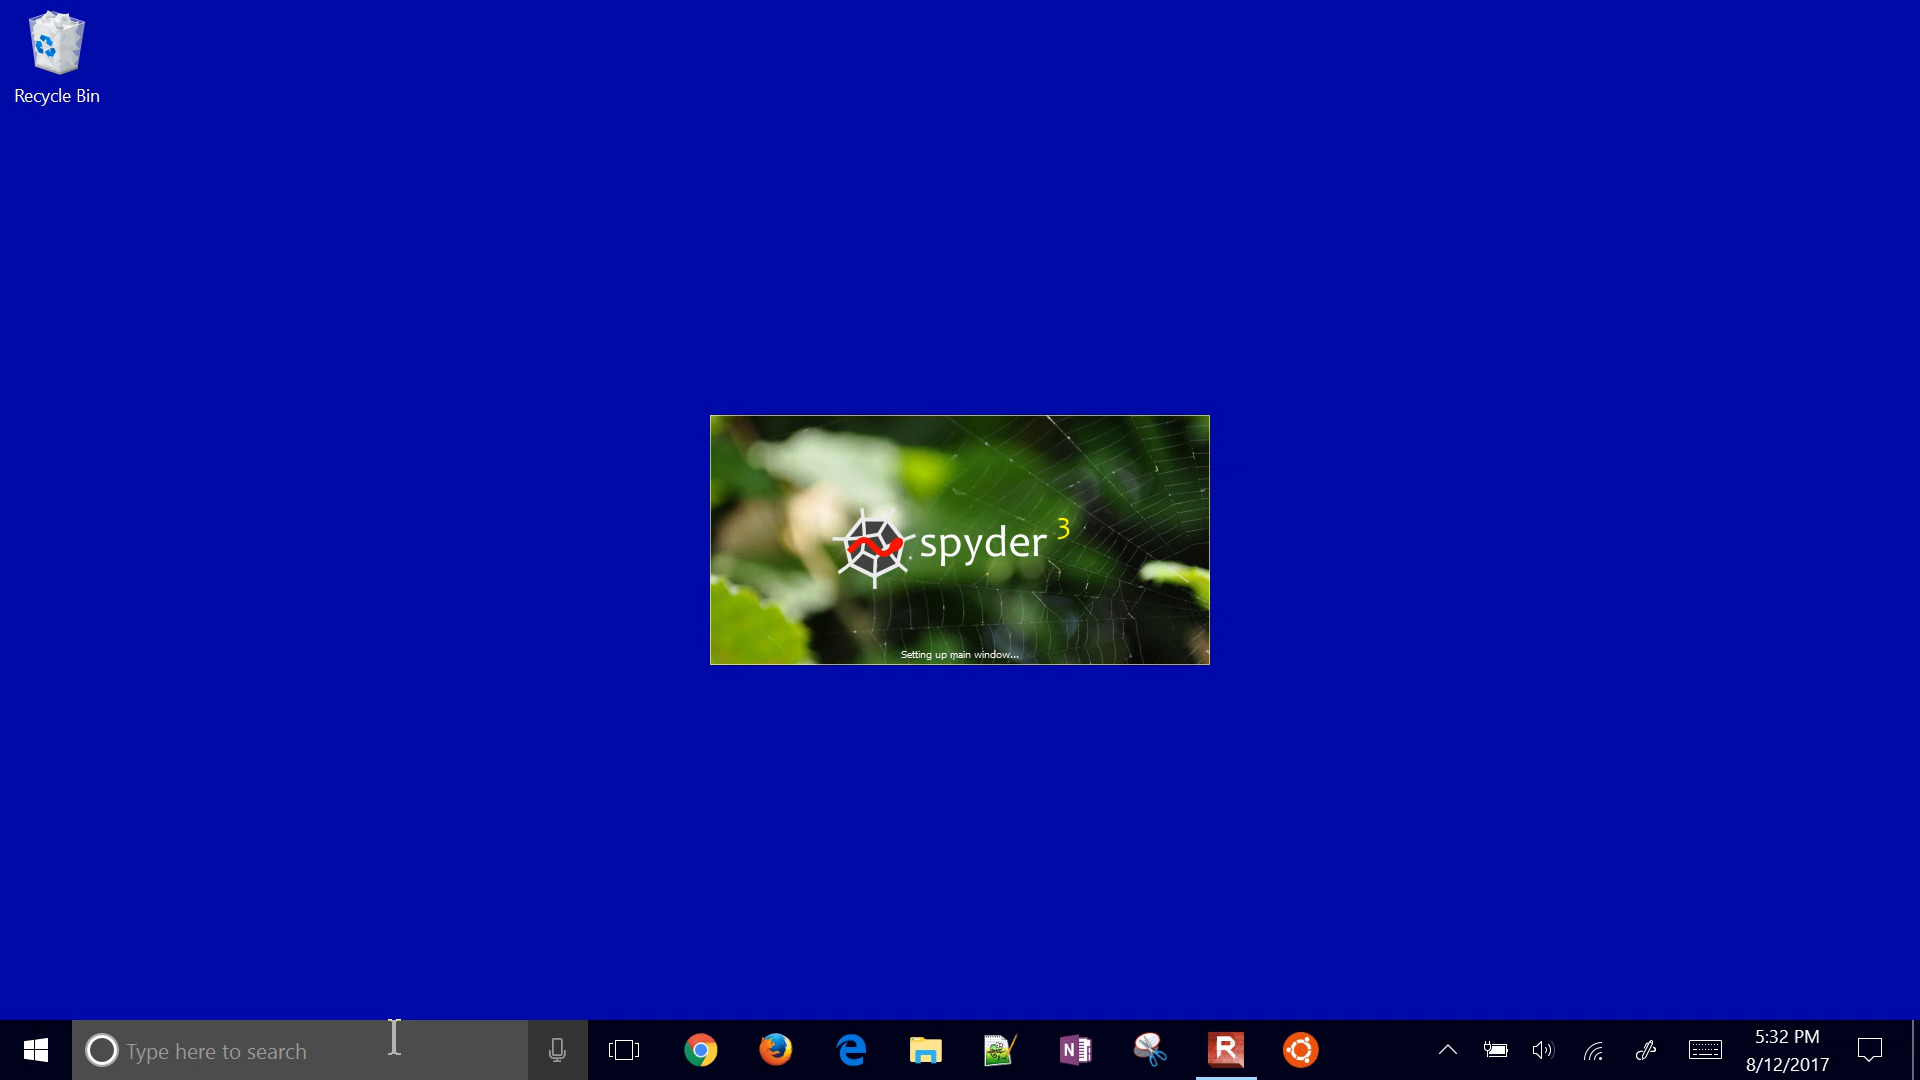 Recycle Bin
spyder 3
Setting up main window...
Type here to search
N
R
5:32 PM
8/12/2017